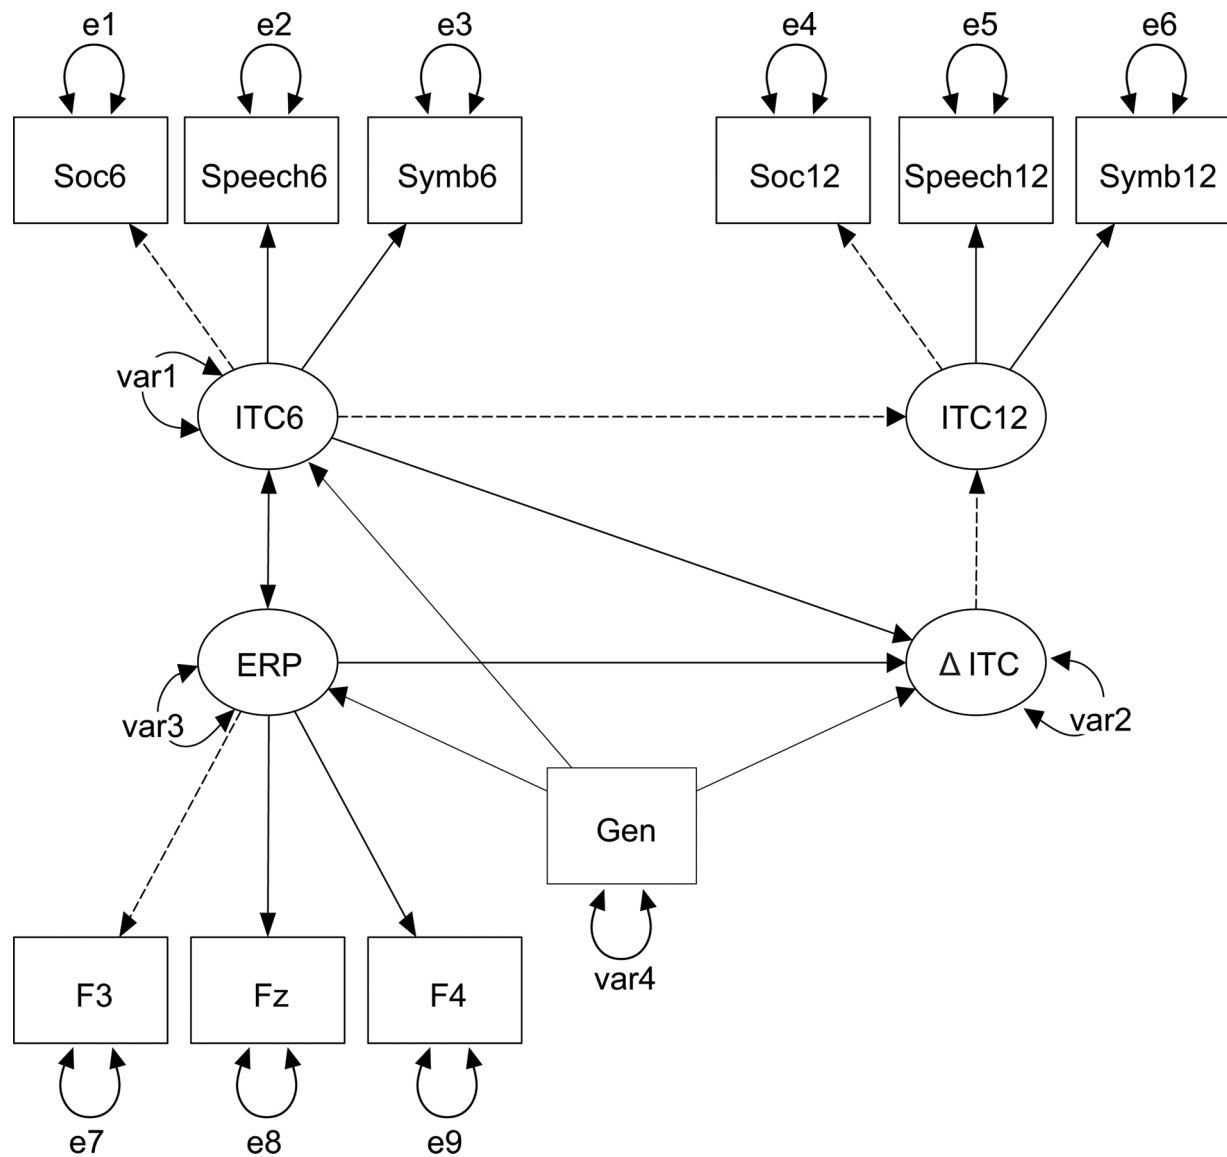 e1 e2 e3 e4 e5 e6
Soc6 Speech6 Symb6 Soc12 Speech12 Symb12
var1
ITC6 ITC12
ERP Δ ITC
var3 var2
Gen
var4
F3 Fz F4
e7 e8 e9